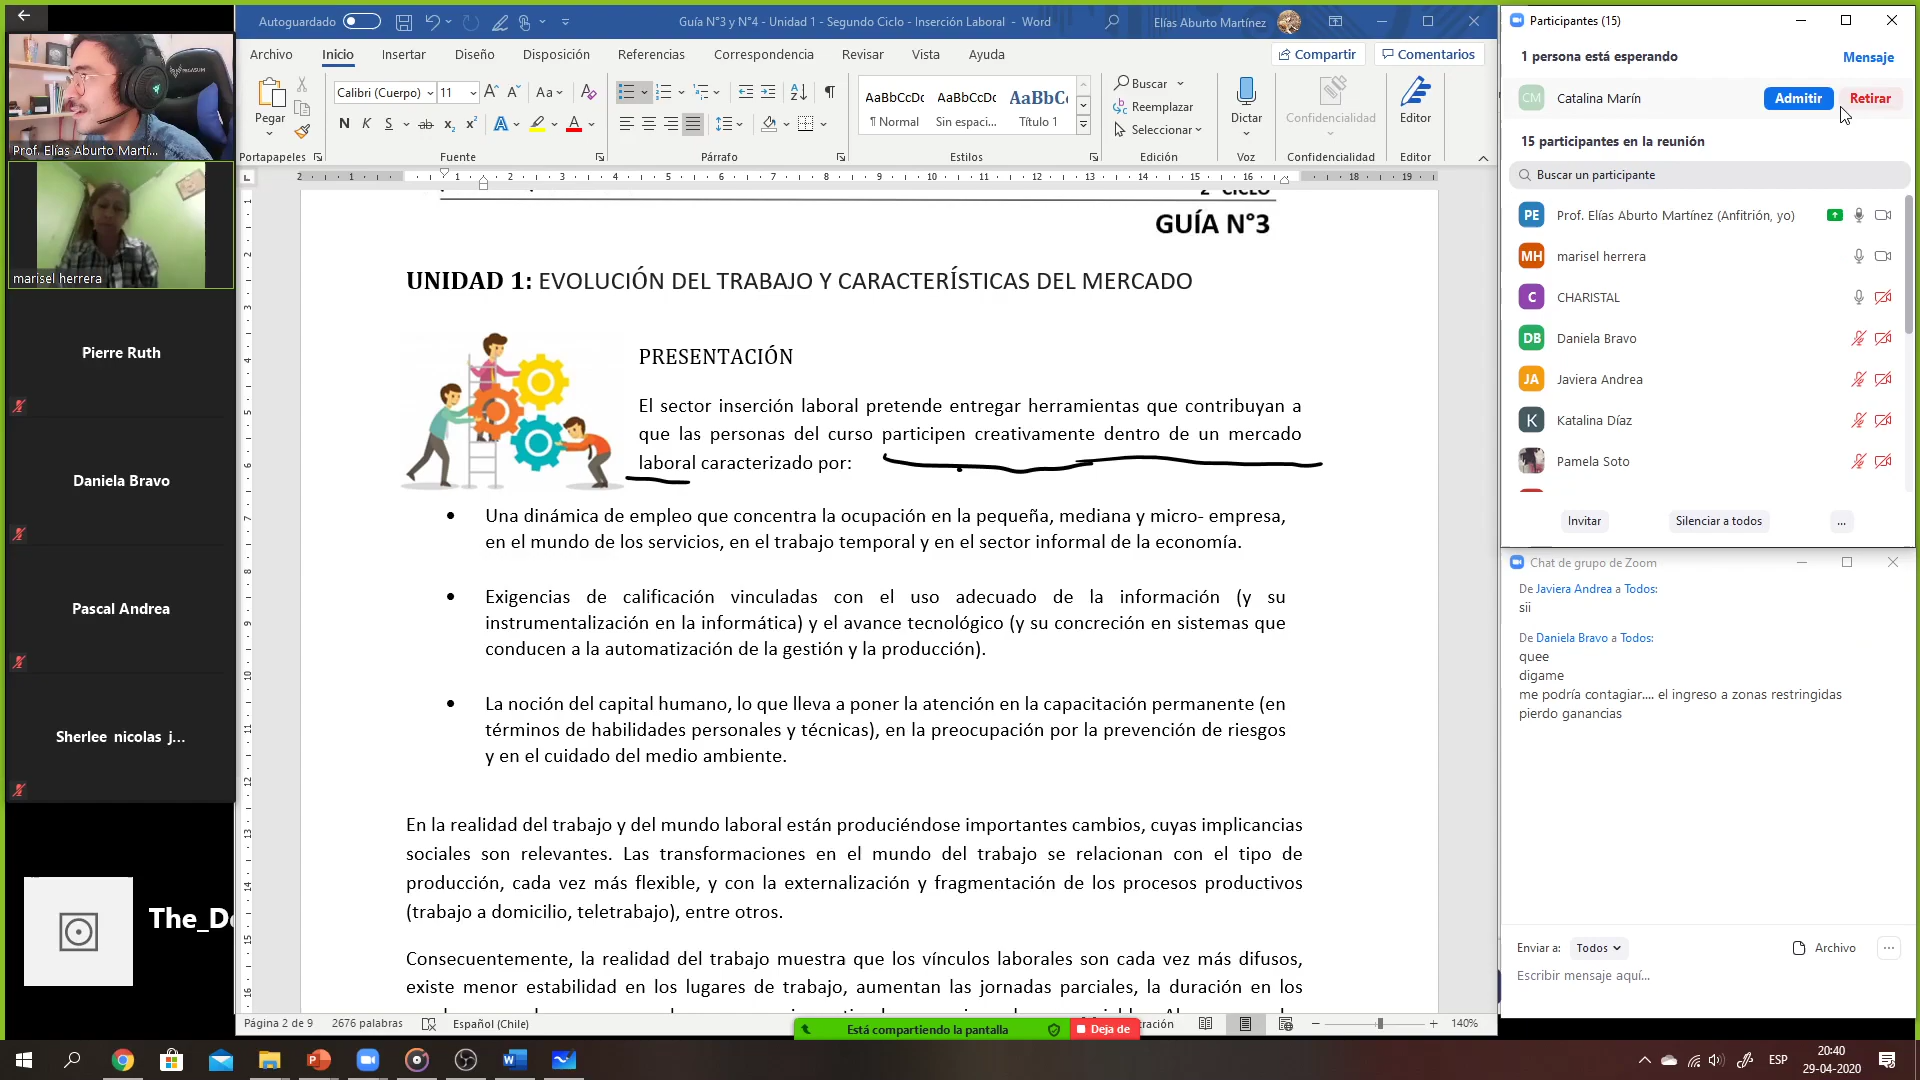 Autoguardado
Guía N°3 y N°4 - Unidad 1 - Segundo Ciclo - Inserción Laboral - Word
Elías Aburto Martínez
Archivo Inicio Insertar Diseño Disposición Referencias Correspondencia Revisar Vista Ayuda
Compartir Comentarios
Pegar
Portapapeles
Calibri (Cuerpo) 11
N K S ab x₂ x²
Fuente
Párrafo
AaBbCcDc AaBbCcDc AaBbC
¶ Normal Sin espaci... Título 1
Estilos
Buscar
Reemplazar
Seleccionar
Edición
Dictar
Voz
Confidencialidad
Confidencialidad
Editor
Editor
Prof. Elías Aburto Martí...
marisel herrera
Pierre Ruth
Daniela Bravo
Pascal Andrea
Sherlee nicolas j...
The_De
2° CICLO
GUÍA N°3
UNIDAD 1: EVOLUCIÓN DEL TRABAJO Y CARACTERÍSTICAS DEL MERCADO
PRESENTACIÓN
El sector inserción laboral pretende entregar herramientas que contribuyan a
que las personas del curso participen creativamente dentro de un mercado
laboral caracterizado por:
• Una dinámica de empleo que concentra la ocupación en la pequeña, mediana y micro- empresa,
en el mundo de los servicios, en el trabajo temporal y en el sector informal de la economía.
• Exigencias de calificación vinculadas con el uso adecuado de la información (y su
instrumentalización en la informática) y el avance tecnológico (y su concreción en sistemas que
conducen a la automatización de la gestión y la producción).
• La noción del capital humano, lo que lleva a poner la atención en la capacitación permanente (en
términos de habilidades personales y técnicas), en la preocupación por la prevención de riesgos
y en el cuidado del medio ambiente.
En la realidad del trabajo y del mundo laboral están produciéndose importantes cambios, cuyas implicancias
sociales son relevantes. Las transformaciones en el mundo del trabajo se relacionan con el tipo de
producción, cada vez más flexible, y con la externalización y fragmentación de los procesos productivos
(trabajo a domicilio, teletrabajo), entre otros.
Consecuentemente, la realidad del trabajo muestra que los vínculos laborales son cada vez más difusos,
existe menor estabilidad en los lugares de trabajo, aumentan las jornadas parciales, la duración en los
Página 2 de 9 2676 palabras Español (Chile)
Está compartiendo la pantalla
Deja de
140%
Participantes (15)
1 persona está esperando Mensaje
CM Catalina Marín Admitir Retirar
15 participantes en la reunión
Buscar un participante
PE Prof. Elías Aburto Martínez (Anfitrión, yo)
MH marisel herrera
C CHARISTAL
DB Daniela Bravo
JA Javiera Andrea
K Katalina Díaz
Pamela Soto
Invitar Silenciar a todos ...
Chat de grupo de Zoom
De Javiera Andrea a Todos:
sii
De Daniela Bravo a Todos:
quee
digame
me podría contagiar.... el ingreso a zonas restringidas
pierdo ganancias
Enviar a: Todos Archivo ...
Escribir mensaje aquí...
ESP
20:40
29-04-2020